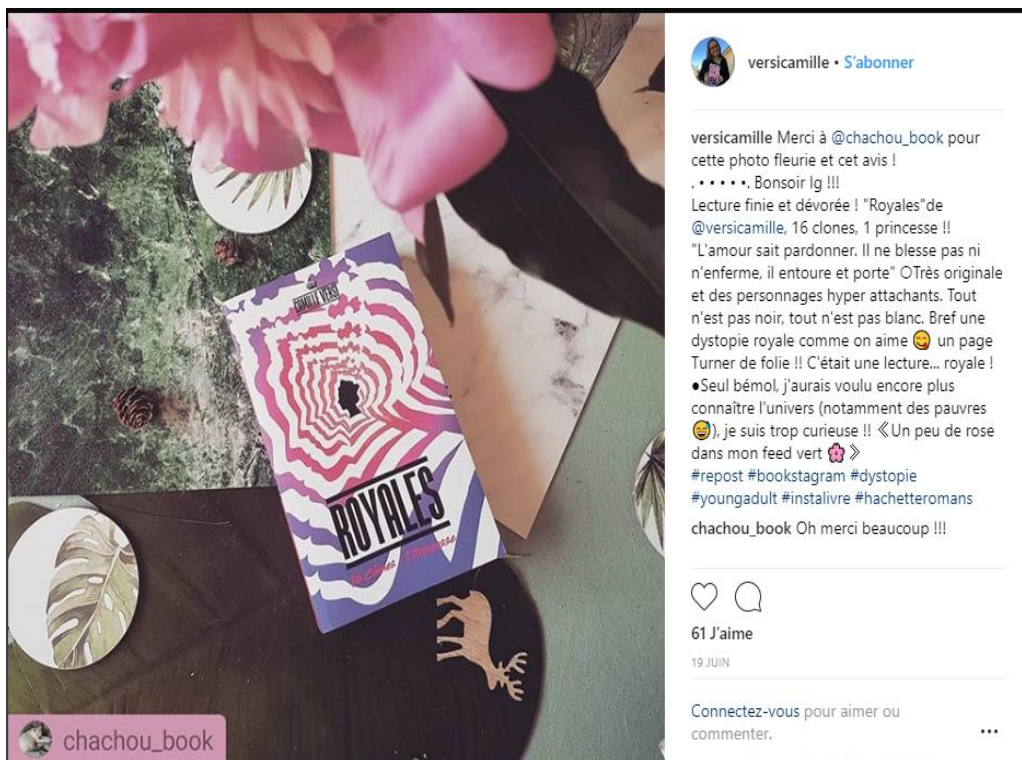 CAMILLE VERSI
ROYALES
16 Clones 1 Princesse
chachou_book
versicamille • S'abonner
versicamille Merci à @chachou_book pour
cette photo fleurie et cet avis !
. • • • • •. Bonsoir Ig !!!
Lecture finie et dévorée ! "Royales"de
@versicamille, 16 clones, 1 princesse !!
"L'amour sait pardonner. Il ne blesse pas ni
n'enferme, il entoure et porte" ○Très originale
et des personnages hyper attachants. Tout
n'est pas noir, tout n'est pas blanc. Bref une
dystopie royale comme on aime 😋 un page
Turner de folie !! C'était une lecture... royale !
●Seul bémol, j'aurais voulu encore plus
connaître l'univers (notamment des pauvres
😅), je suis trop curieuse !! 《Un peu de rose
dans mon feed vert 🌸 》
#repost #bookstagram #dystopie
#youngadult #instalivre #hachetteromans
chachou_book Oh merci beaucoup !!!
61 J'aime
19 JUIN
Connectez-vous pour aimer ou
commenter.